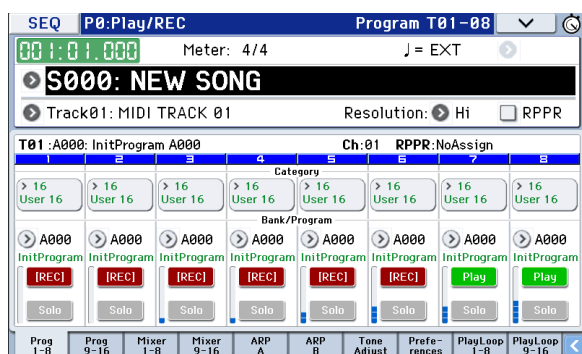 SEQ P0:Play/REC Program T01-08
001:01.000 Meter: 4/4 ♩= EXT
S000: NEW SONG
Track01: MIDI TRACK 01 Resolution: Hi RPPR
T01 :A000: InitProgram A000 Ch:01 RPPR:NoAssign
1 2 3 4 5 6 7 8
Category
> 16 > 16 > 16 > 16 > 16 > 16 > 16 > 16
User 16 User 16 User 16 User 16 User 16 User 16 User 16 User 16
Bank/Program
A000 A000 A000 A000 A000 A000 A000 A000
InitProgram InitProgram InitProgram InitProgram InitProgram InitProgram InitProgram InitProgram
[REC] [REC] [REC] [REC] [REC] [REC] Play Play
Solo Solo Solo Solo Solo Solo Solo Solo
Prog Prog Mixer Mixer ARP ARP Tone Prefe- PlayLoop PlayLoop
1-8 9-16 1-8 9-16 A B Adjust rences 1-8 9-16